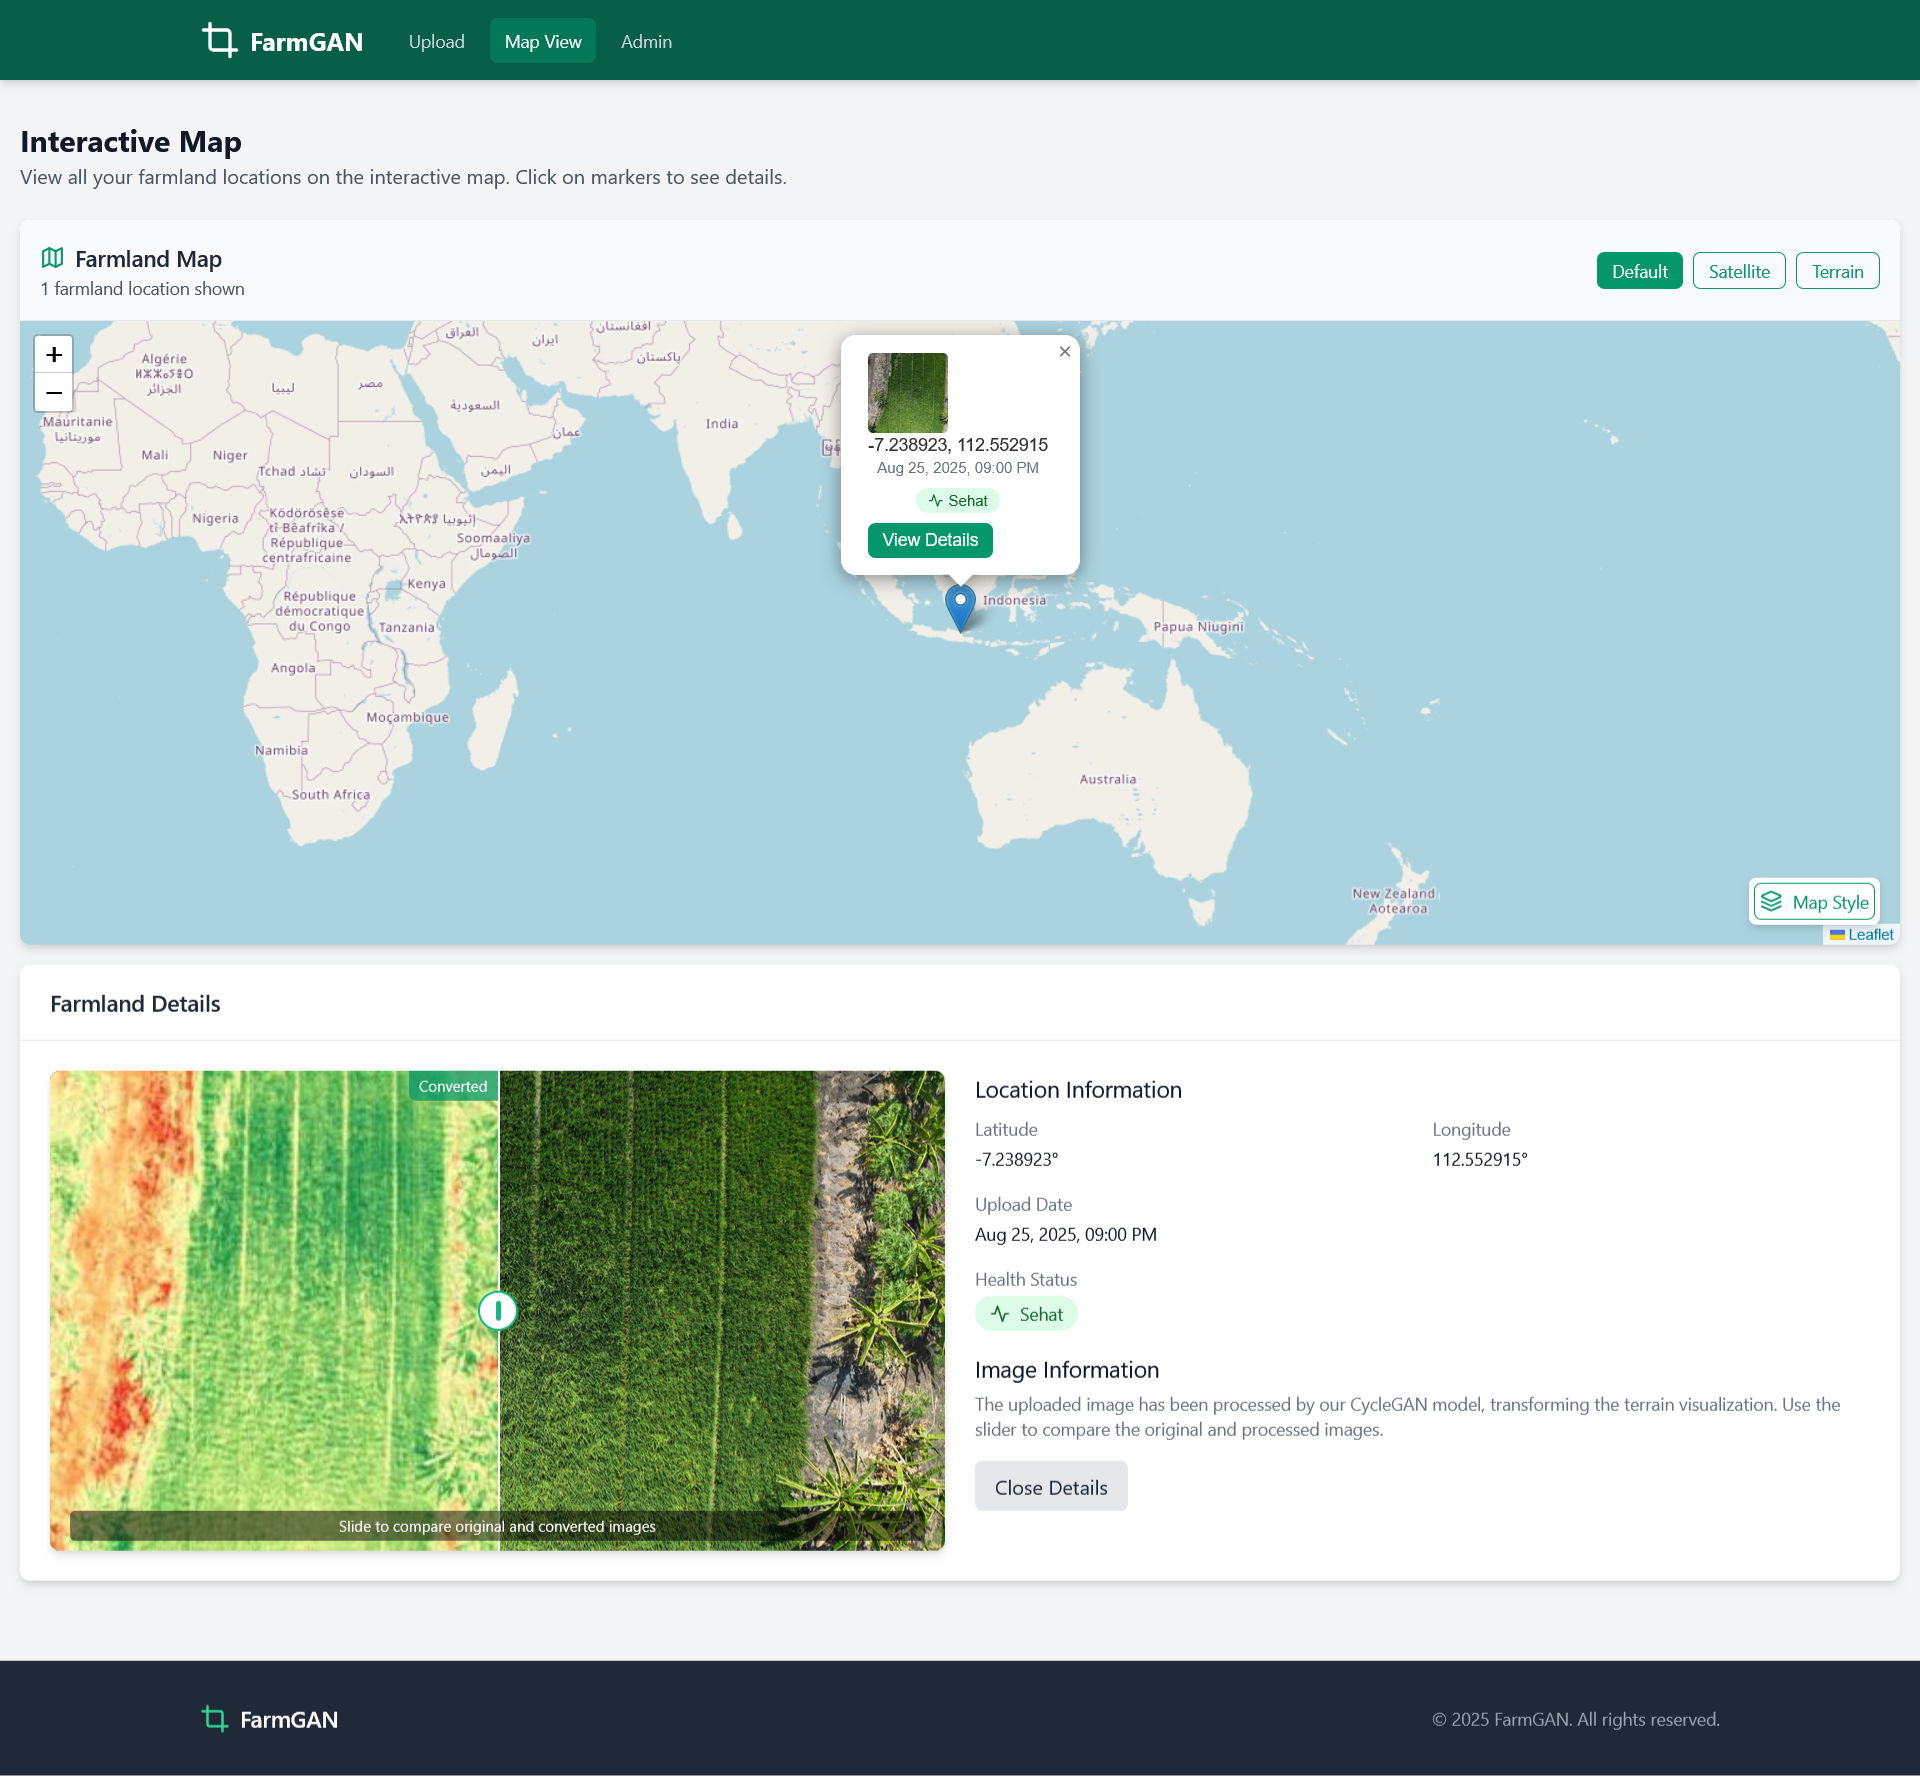 FarmGAN
Upload
Map View
Admin
Interactive Map
View all your farmland locations on the interactive map. Click on markers to see details.
Farmland Map
1 farmland location shown
Default
Satellite
Terrain
+
−
Algérie
ⵍⵣⵣⴰⵢⴻⵔ
الجزائر
ليبيا
مصر
العراق
ایران
افغانستان
پاکستان
السعودية
عمان
اليمن
India
Mauritanie
موريتانيا
Mali
Niger
Tchad تشاد
السودان
Nigeria
Ködörösêse
tî Bêafrîka /
République
centrafricaine
ኢትዮጵያ إثيوبيا
Soomaaliya
الصومال
Kenya
République
démocratique
du Congo
Tanzania
Angola
Moçambique
Namibia
South Africa
×
-7.238923, 112.552915
Aug 25, 2025, 09:00 PM
Sehat
View Details
Indonesia
Papua Niugini
Australia
New Zealand
Aotearoa
Map Style
Leaflet
Farmland Details
Converted
Slide to compare original and converted images
Location Information
Latitude
Longitude
-7.238923°
112.552915°
Upload Date
Aug 25, 2025, 09:00 PM
Health Status
Sehat
Image Information
The uploaded image has been processed by our CycleGAN model, transforming the terrain visualization. Use the
slider to compare the original and processed images.
Close Details
FarmGAN
© 2025 FarmGAN. All rights reserved.